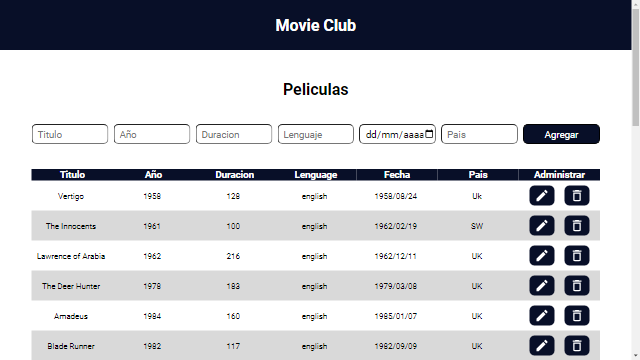 Movie Club
Peliculas
Titulo Año Duracion Lenguaje dd/mm/aaaa Pais Agregar
Titulo Año Duracion Lenguage Fecha Pais Administrar
Vertigo 1958 128 english 1958/08/24 Uk
The Innocents 1961 100 english 1962/02/19 SW
Lawrence of Arabia 1962 216 english 1962/12/11 UK
The Deer Hunter 1978 183 english 1979/03/08 UK
Amadeus 1984 160 english 1985/01/07 UK
Blade Runner 1982 117 english 1982/09/09 UK